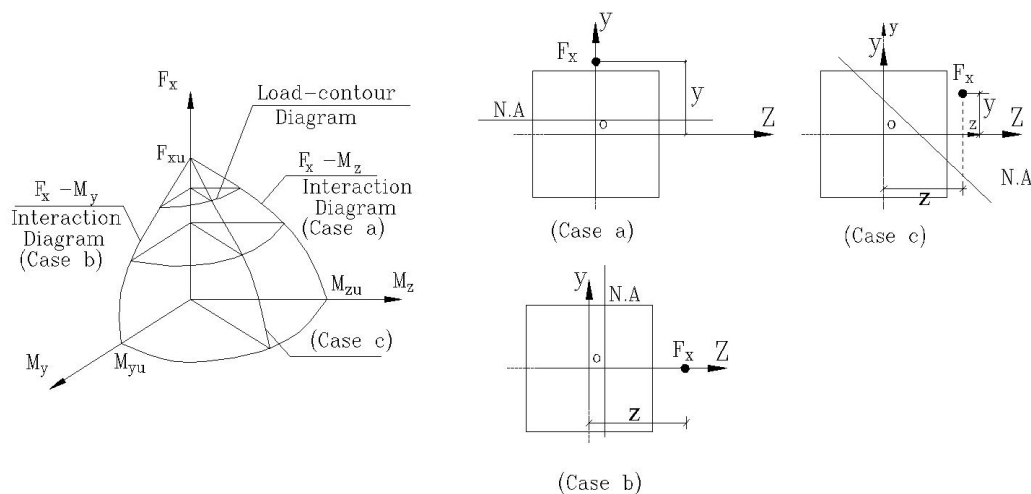 F_x
Load-contour
Diagram
F_xu
F_x -M_z
Interaction
Diagram
(Case a)
F_x -M_y
Interaction
Diagram
(Case b)
M_zu
M_z
(Case c)
M_y
M_yu
y
F_x
y
N.A
o
Z
(Case a)
y
y
F_x
y
o
z
Z
N.A
z
(Case c)
y
N.A
o
F_x
Z
z
(Case b)